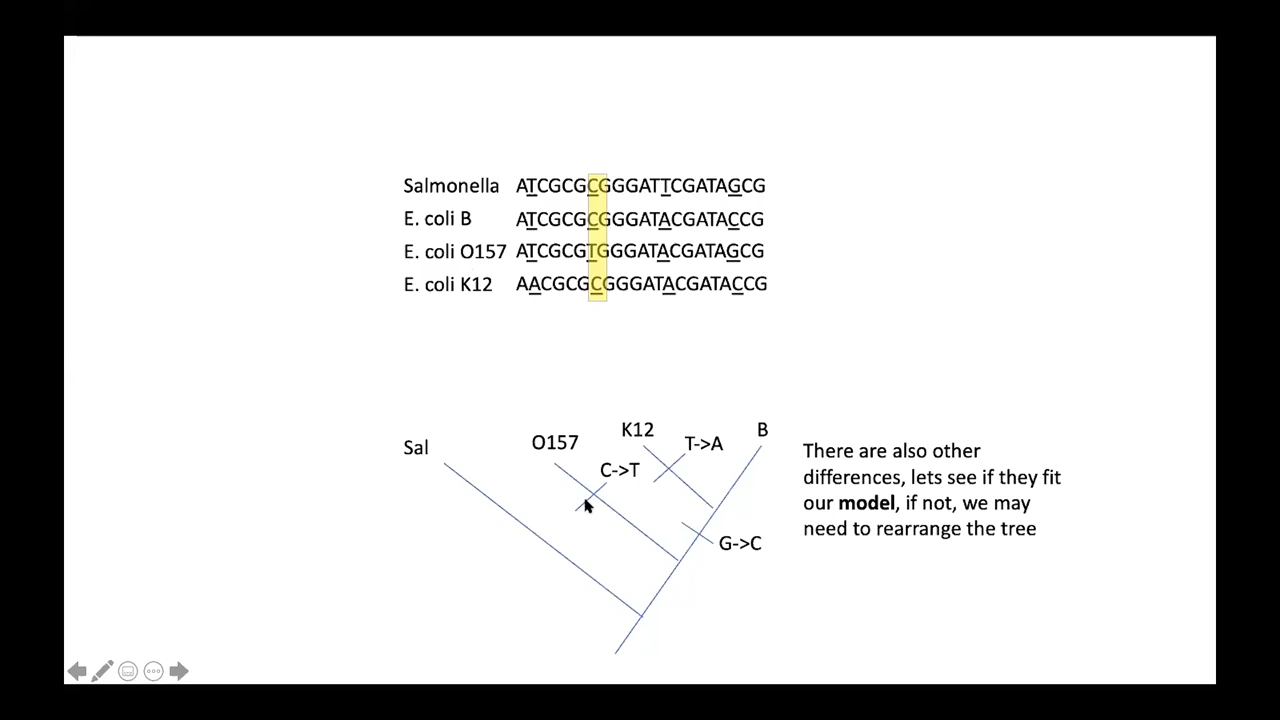 Salmonella ATCGCGCGGGATTCGATAGCG
E. coli B ATCGCGCGGGATACGATACCG
E. coli O157 ATCGCGTGGGATACGATAGCG
E. coli K12 AACGCGCGGGATACGATACCG
Sal
O157
K12
B
T->A
C->T
G->C
There are also other
differences, lets see if they fit
our model, if not, we may
need to rearrange the tree